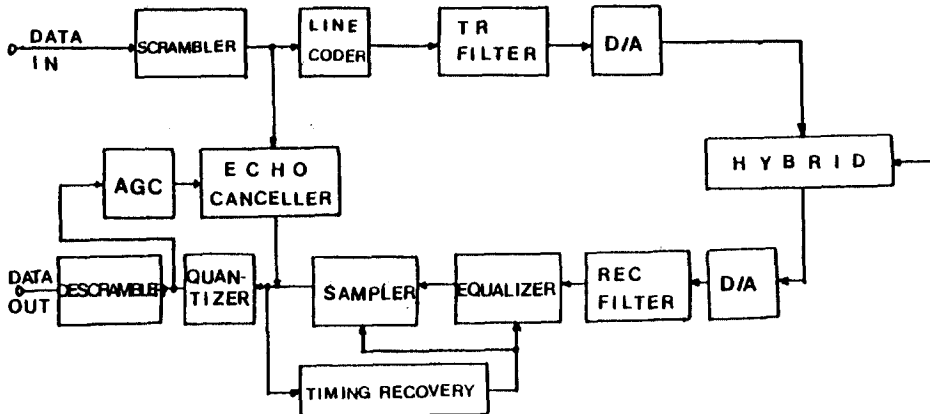 DATA
IN
SCRAMBLER
LINE
CODER
TR
FILTER
D/A
HYBRID
AGC
ECHO
CANCELLER
DATA
OUT
DESCRAMBLER
QUAN-
TIZER
SAMPLER
EQUALIZER
REC
FILTER
D/A
TIMING RECOVERY